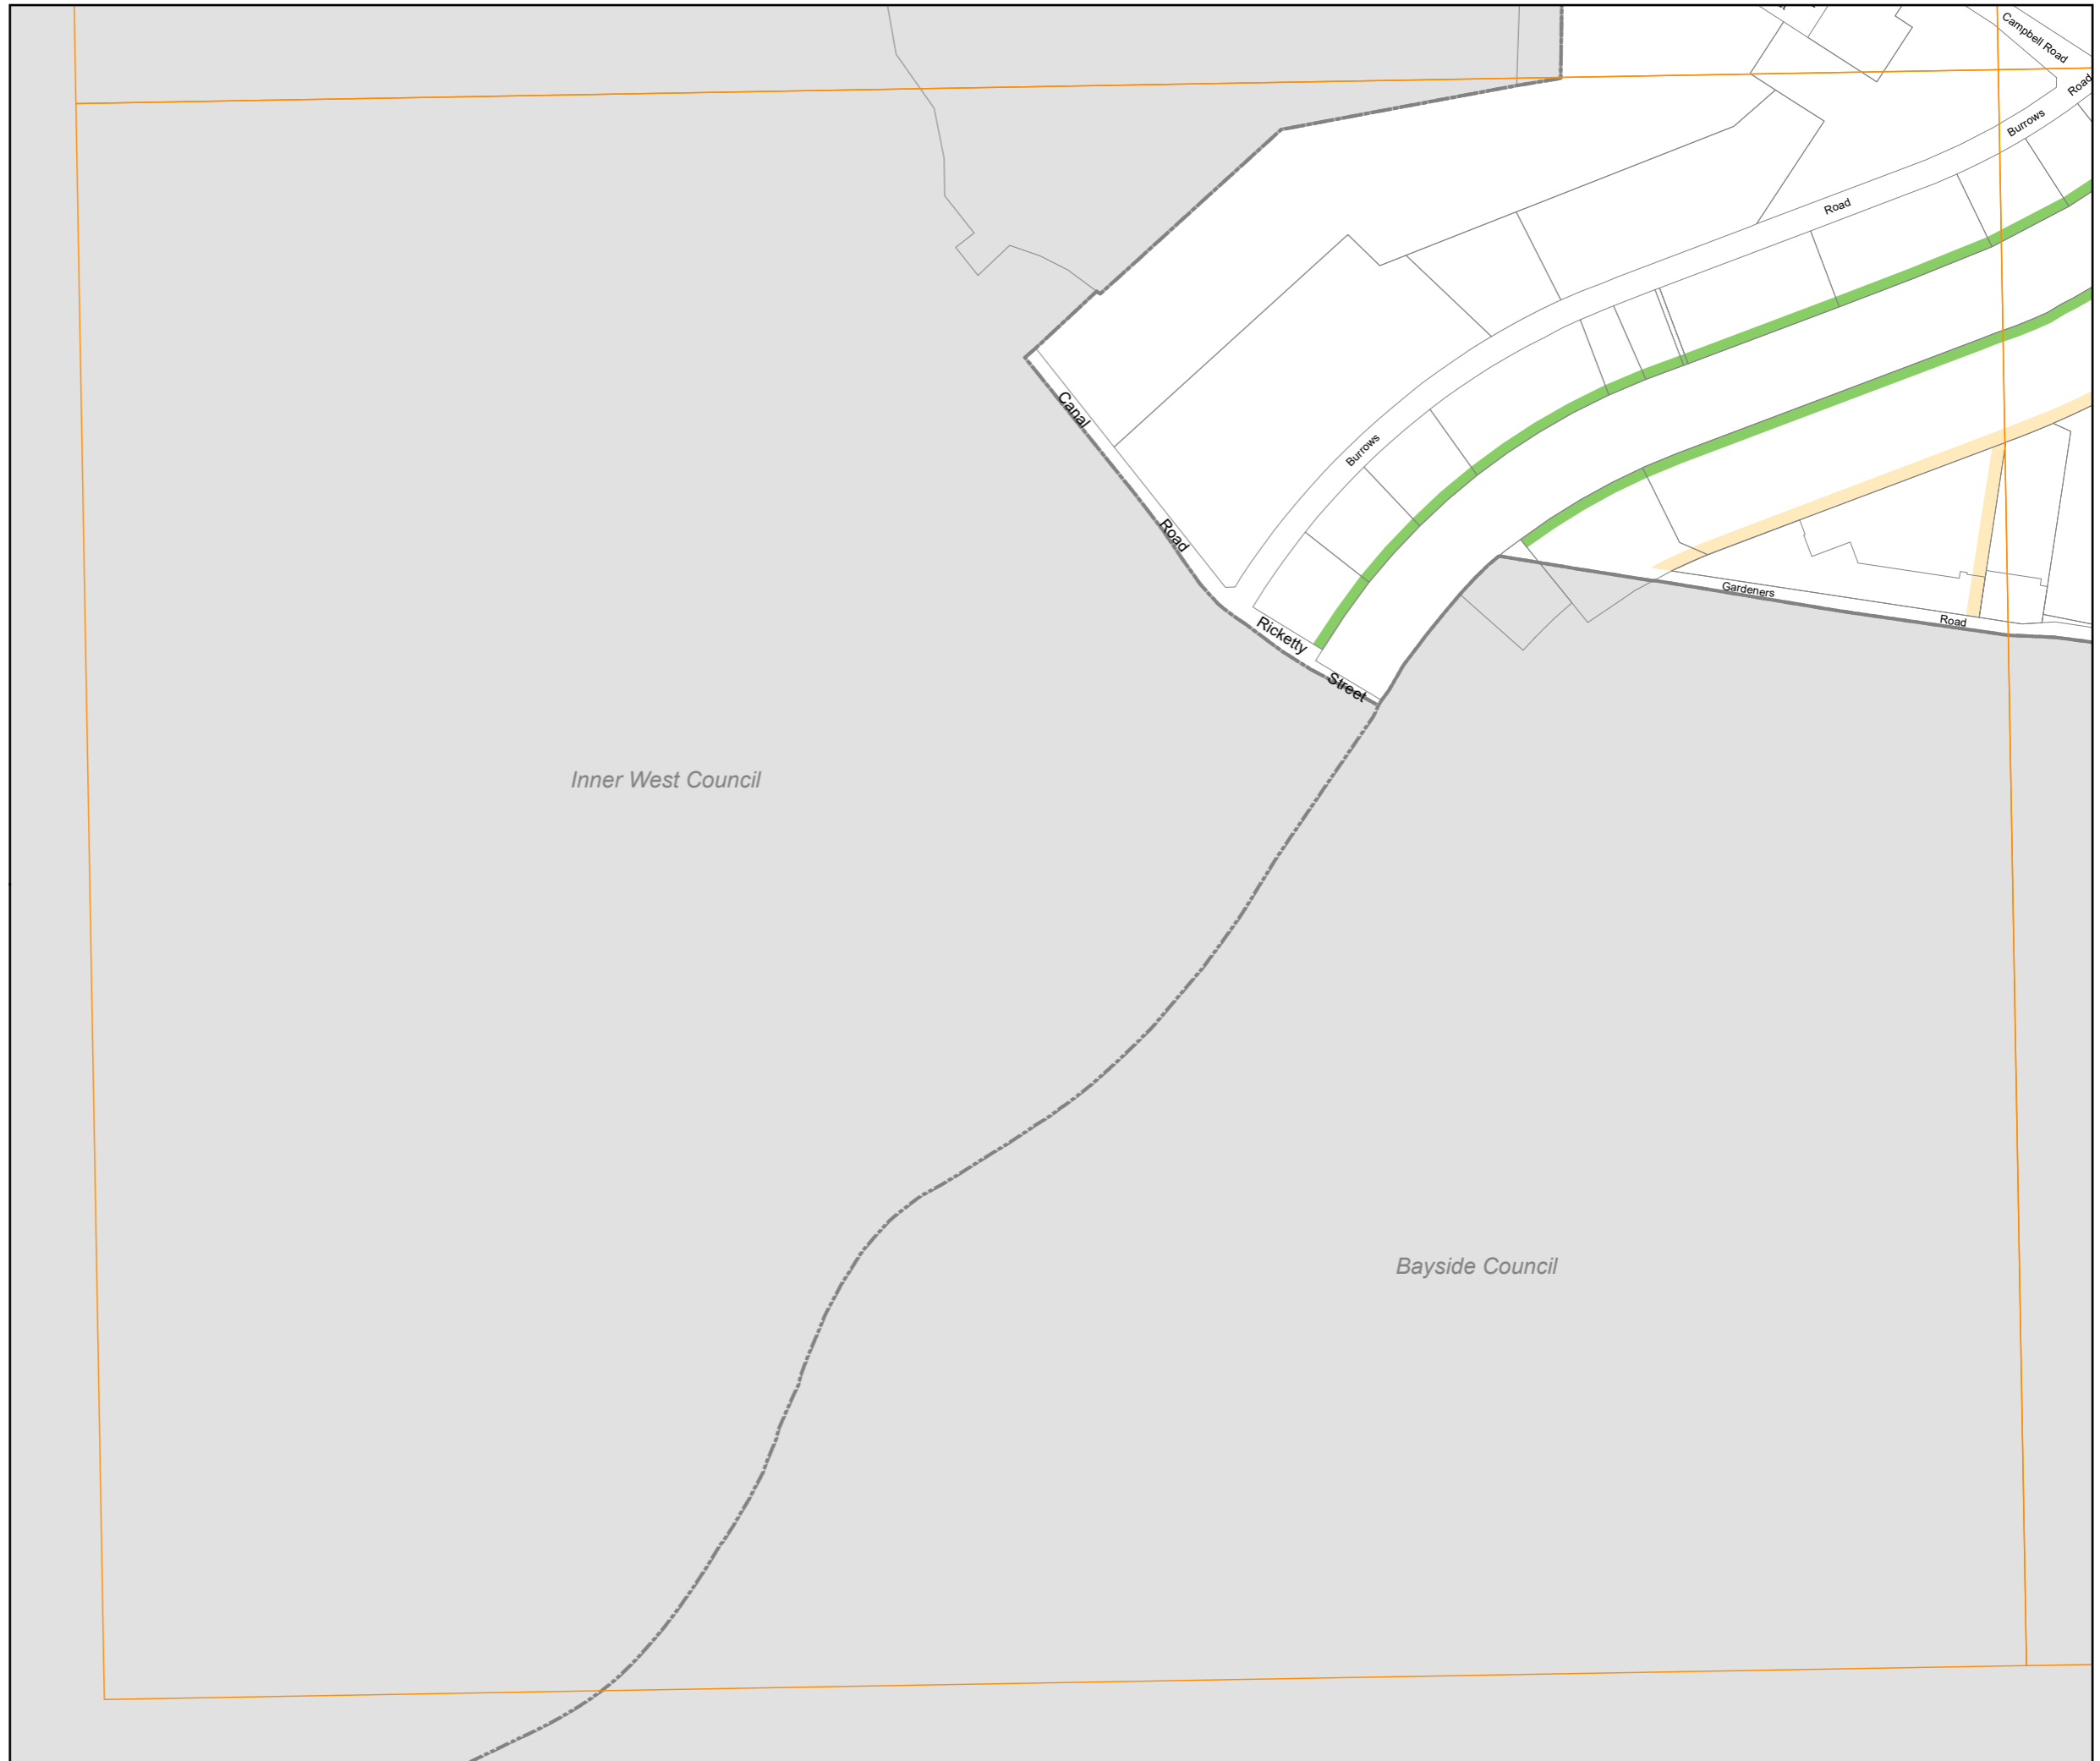 Campbell Road
Road
Burrows
Road
Canal
Burrows
Road
Gardeners
Road
Ricketty
Street
Inner West Council
Bayside Council